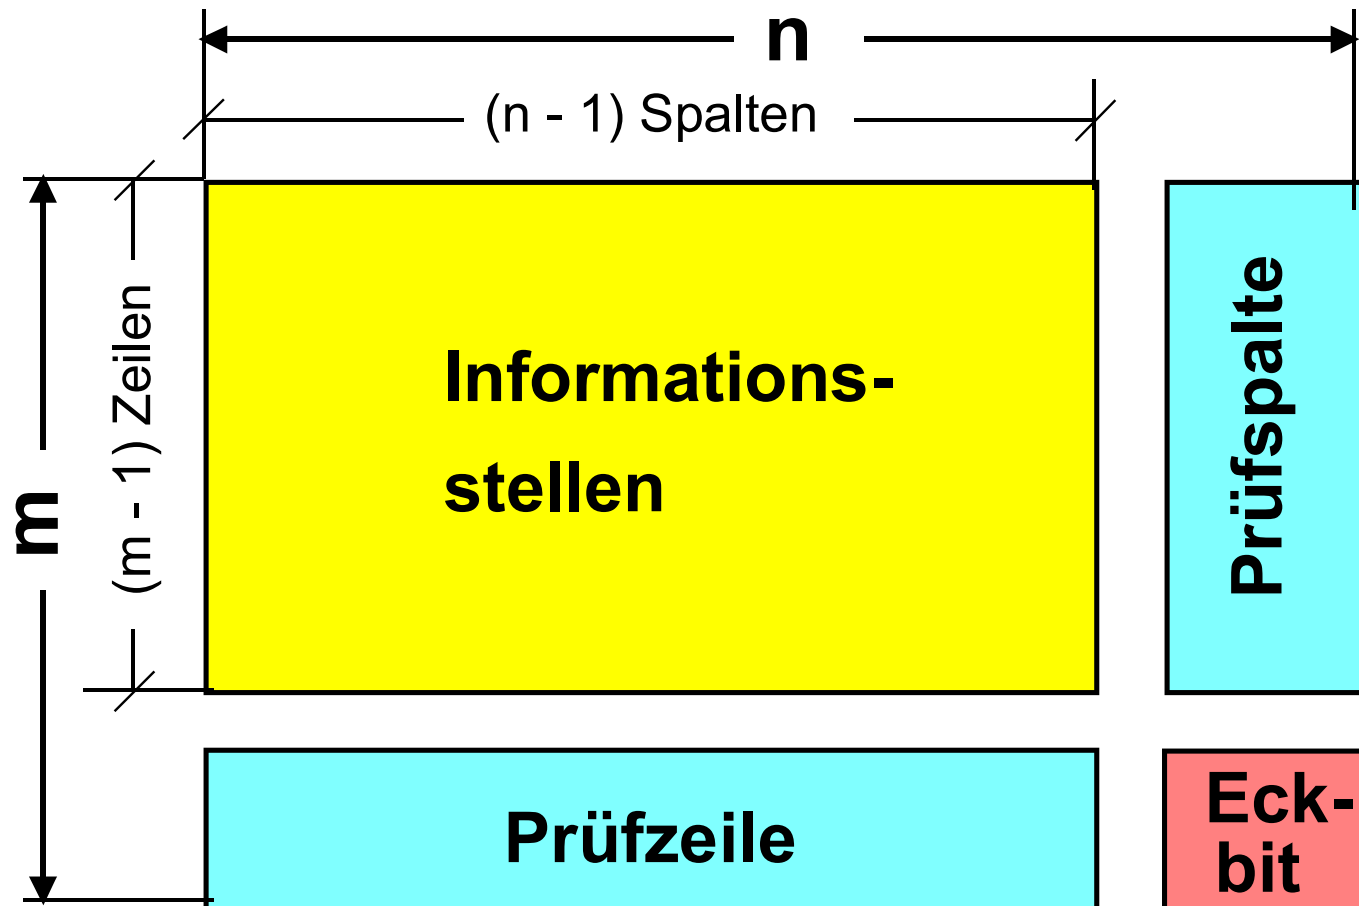 n
(n - 1) Spalten
m
(m - 1) Zeilen
Informations-
stellen
Prüfspalte
Prüfzeile
Eck-
bit